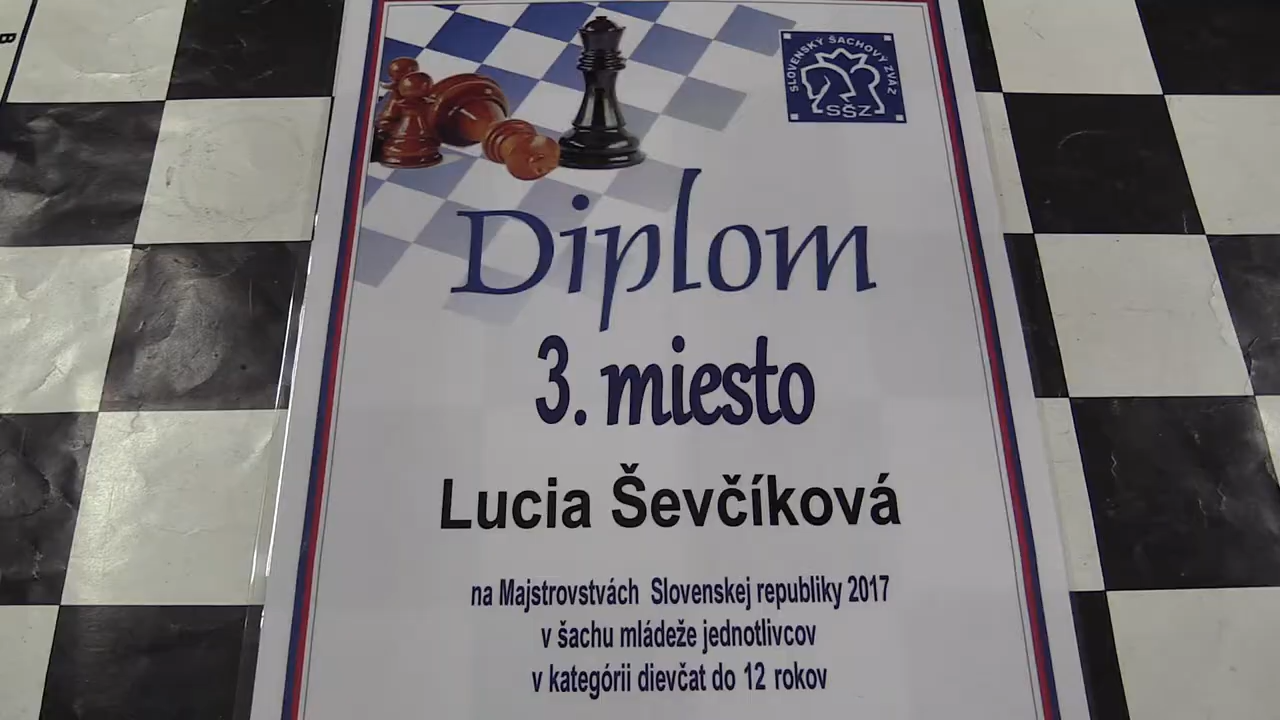 B
SLOVENSKÝ ŠACHOVÝ ZVÄZ
SŠZ
Diplom
3. miesto
Lucia Ševčíková
na Majstrovstvách Slovenskej republiky 2017
v šachu mládeže jednotlivcov
v kategórii dievčat do 12 rokov